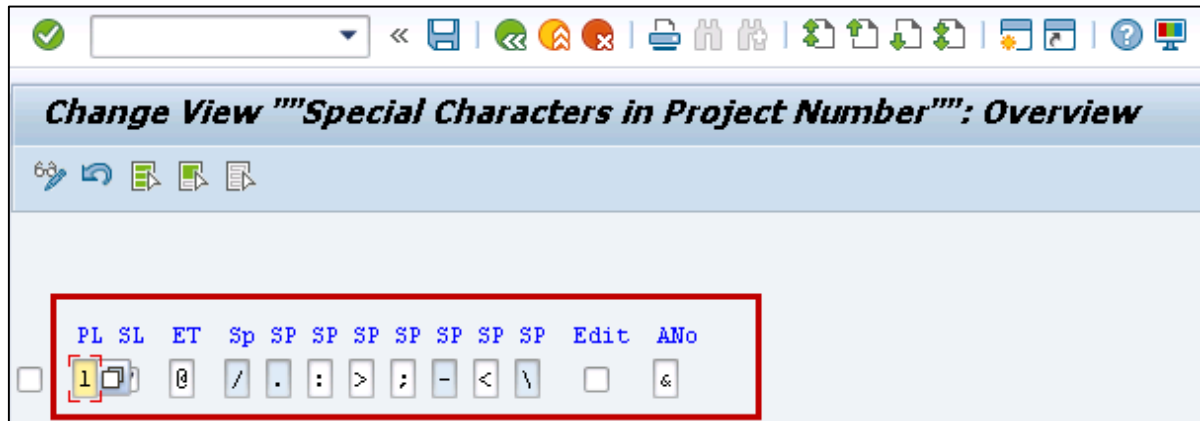 Change View ""Special Characters in Project Number"": Overview
PL SL ET Sp SP SP SP SP SP SP SP Edit ANo
1 @ / . : > ; - < \ &